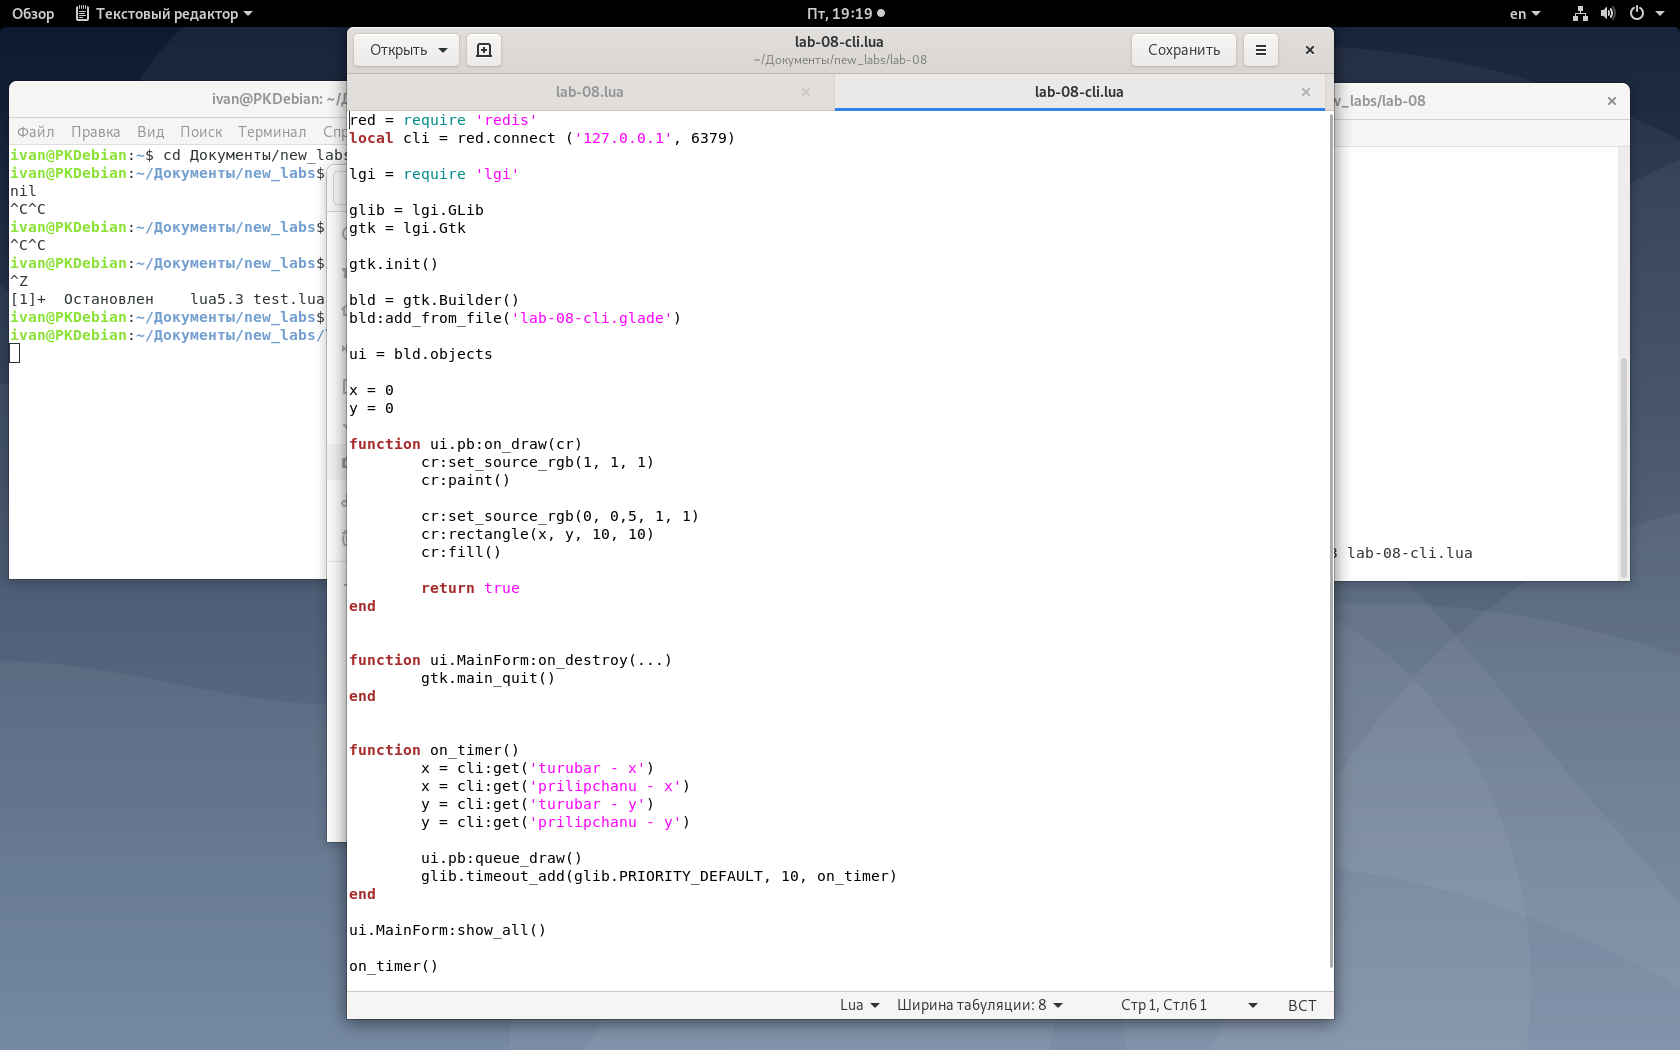 Обзор Текстовый редактор Пт, 19:19 en
Открыть lab-08-cli.lua Сохранить
~/Документы/new_labs/lab-08
lab-08.lua lab-08-cli.lua
red = require 'redis'
local cli = red.connect ('127.0.0.1', 6379)
lgi = require 'lgi'
glib = lgi.GLib
gtk = lgi.Gtk
gtk.init()
bld = gtk.Builder()
bld:add_from_file('lab-08-cli.glade')
ui = bld.objects
x = 0
y = 0
function ui.pb:on_draw(cr)
cr:set_source_rgb(1, 1, 1)
cr:paint()
cr:set_source_rgb(0, 0,5, 1, 1)
cr:rectangle(x, y, 10, 10)
cr:fill()
return true
end
function ui.MainForm:on_destroy(...)
gtk.main_quit()
end
function on_timer()
x = cli:get('turubar - x')
x = cli:get('prilipchanu - x')
y = cli:get('turubar - y')
y = cli:get('prilipchanu - y')
ui.pb:queue_draw()
glib.timeout_add(glib.PRIORITY_DEFAULT, 10, on_timer)
end
ui.MainForm:show_all()
on_timer()
Lua Ширина табуляции: 8 Стр 1, Стлб 1 ВСТ
ivan@PKDebian: ~/Д
Файл Правка Вид Поиск Терминал Спр
ivan@PKDebian:~$ cd Документы/new_labs
ivan@PKDebian:~/Документы/new_labs$
nil
^C^C
ivan@PKDebian:~/Документы/new_labs$
^C^C
ivan@PKDebian:~/Документы/new_labs$
^Z
[1]+ Остановлен lua5.3 test.lua
ivan@PKDebian:~/Документы/new_labs$
ivan@PKDebian:~/Документы/new_labs/
w_labs/lab-08
3 lab-08-cli.lua